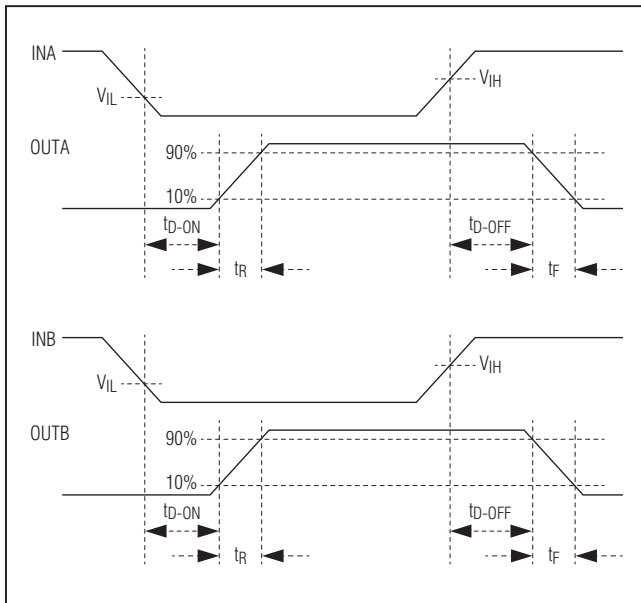 INA
VIL
VIH
OUTA
90%
10%
tD-ON
tD-OFF
tR
tF
INB
VIL
VIH
OUTB
90%
10%
tD-ON
tD-OFF
tR
tF